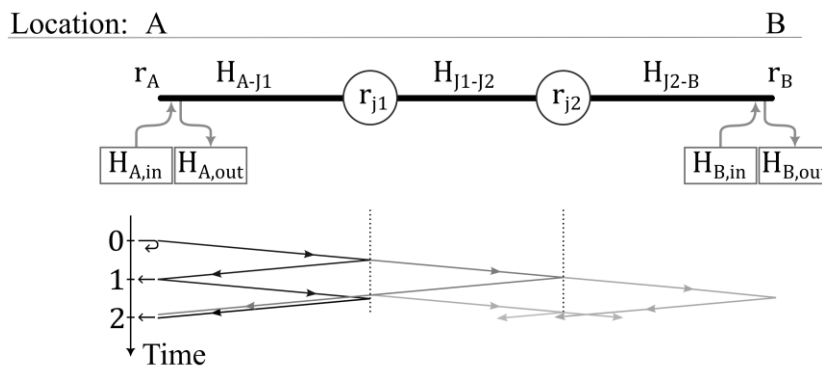 Location: A B
r_A H_A-J1 r_j1 H_J1-J2 r_j2 H_J2-B r_B
H_A,in H_A,out H_B,in H_B,out
0
1
2
Time